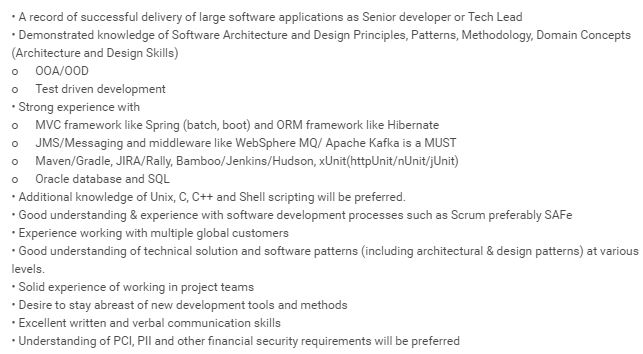 • A record of successful delivery of large software applications as Senior developer or Tech Lead
• Demonstrated knowledge of Software Architecture and Design Principles, Patterns, Methodology, Domain Concepts
(Architecture and Design Skills)
o OOA/OOD
o Test driven development
• Strong experience with
o MVC framework like Spring (batch, boot) and ORM framework like Hibernate
o JMS/Messaging and middleware like WebSphere MQ/ Apache Kafka is a MUST
o Maven/Gradle, JIRA/Rally, Bamboo/Jenkins/Hudson, xUnit(httpUnit/nUnit/jUnit)
o Oracle database and SQL
• Additional knowledge of Unix, C, C++ and Shell scripting will be preferred.
• Good understanding & experience with software development processes such as Scrum preferably SAFe
• Experience working with multiple global customers
• Good understanding of technical solution and software patterns (including architectural & design patterns) at various
levels.
• Solid experience of working in project teams
• Desire to stay abreast of new development tools and methods
• Excellent written and verbal communication skills
• Understanding of PCI, PII and other financial security requirements will be preferred